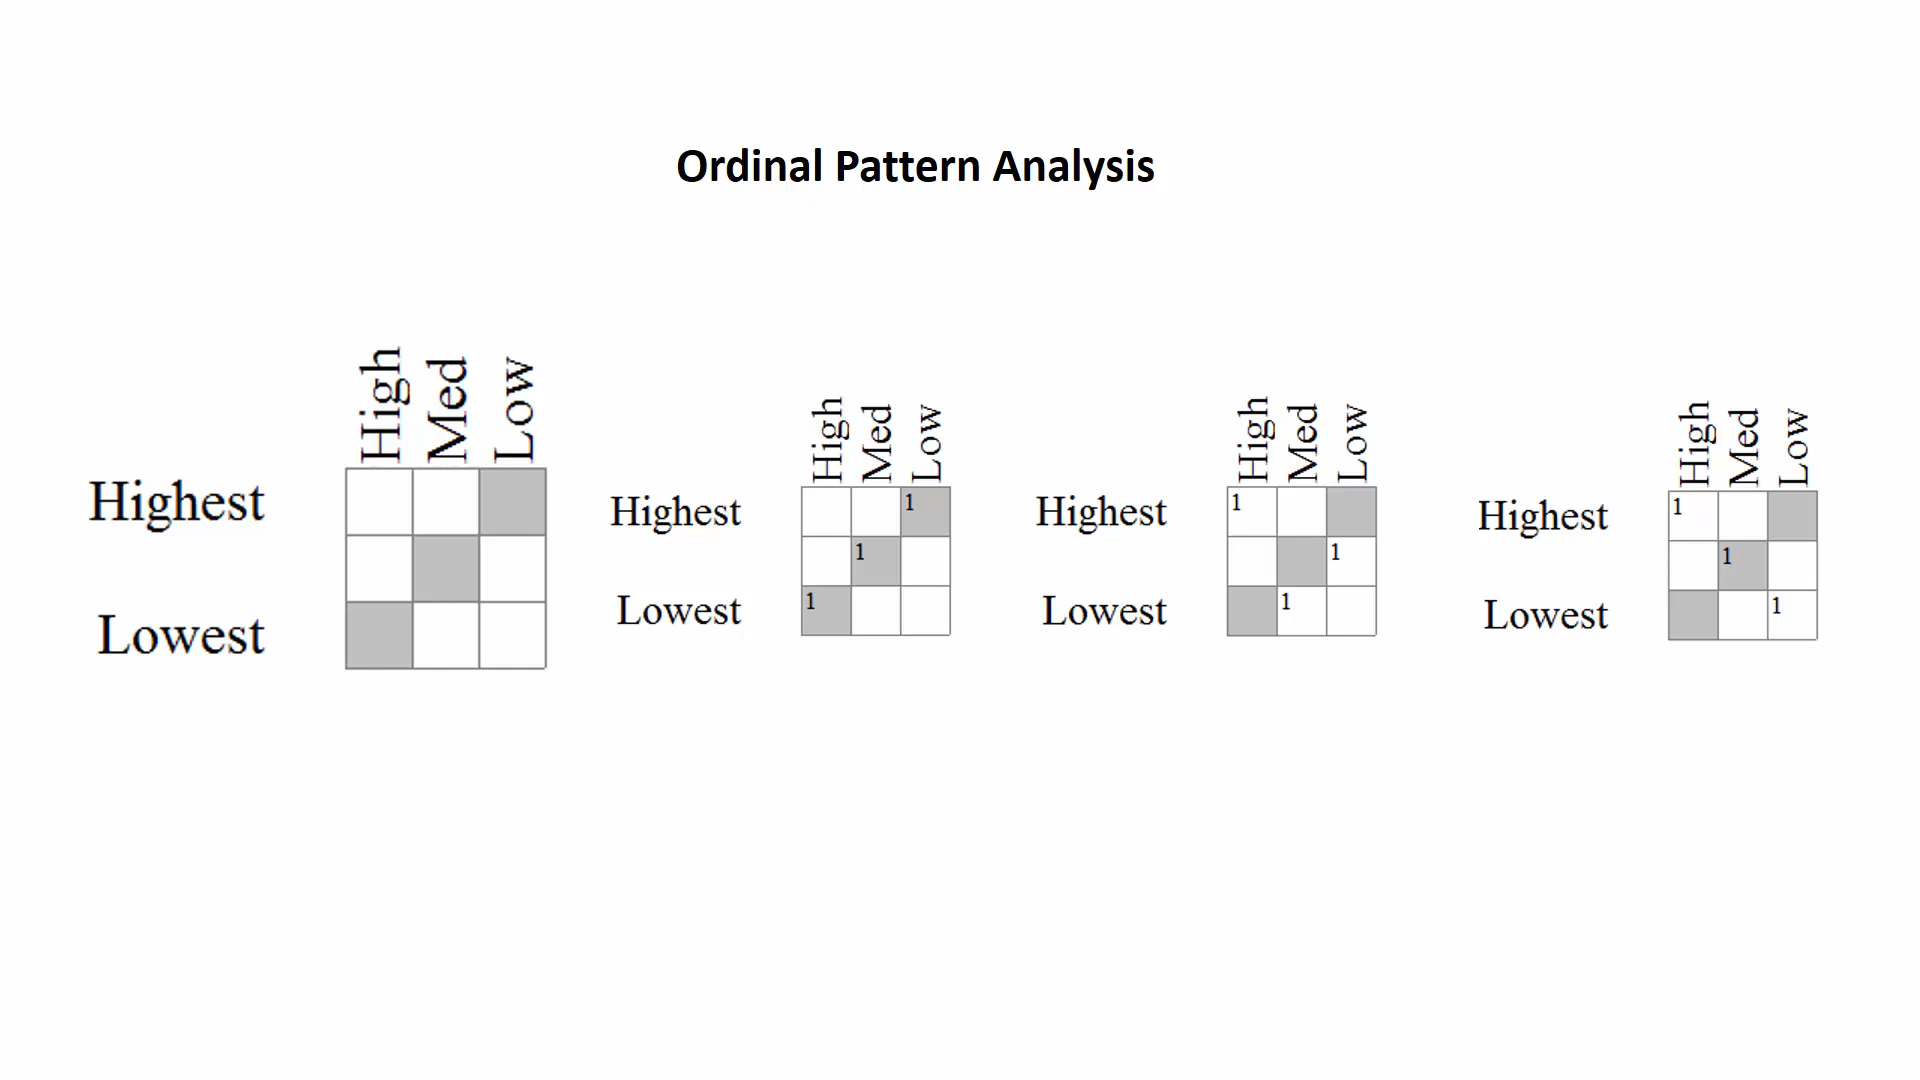 Ordinal Pattern Analysis
High Med Low
Highest
Lowest
High Med Low
Highest 1
1
Lowest 1
High Med Low
Highest 1
1
Lowest 1
High Med Low
Highest 1
1
Lowest 1